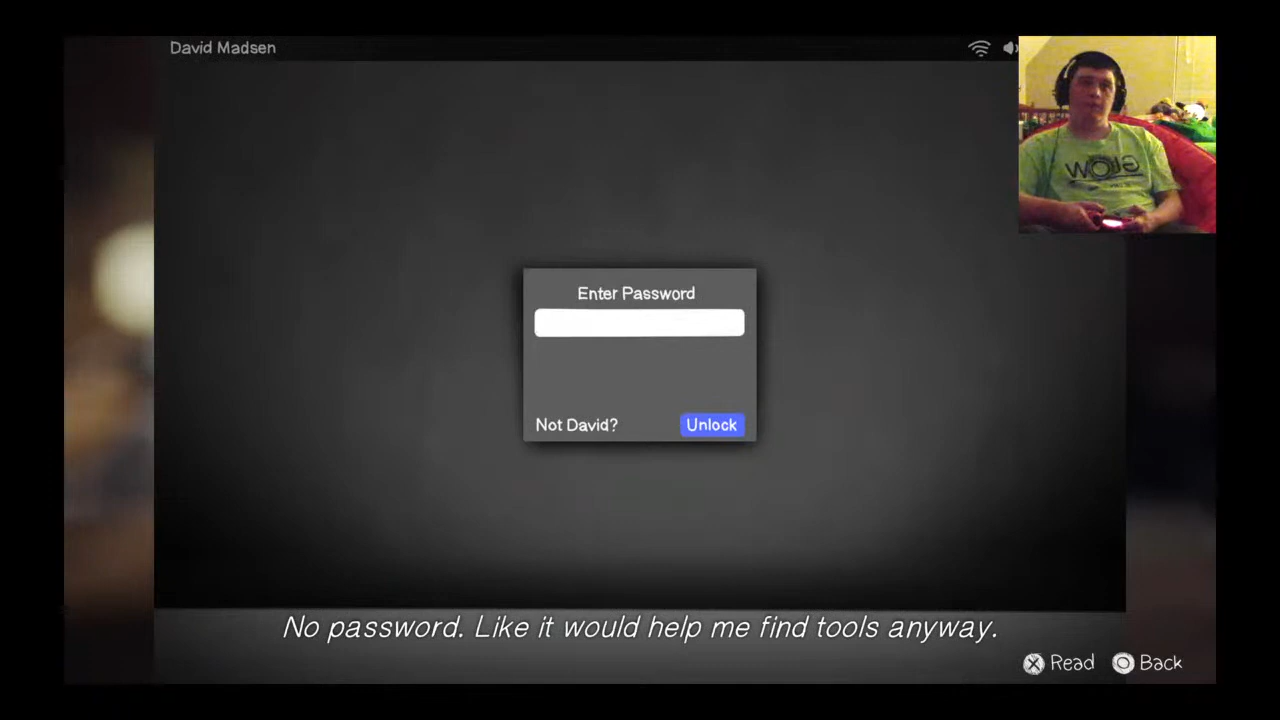 David Madsen
GLOW
Enter Password
Not David?
Unlock
No password. Like it would help me find tools anyway.
Read
Back